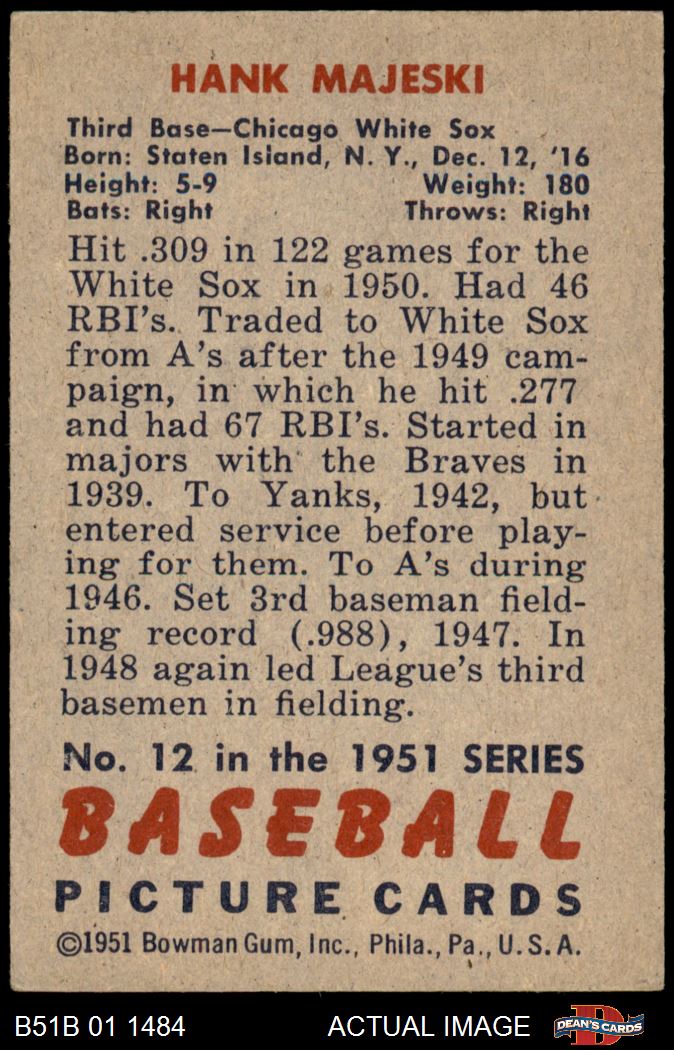 HANK MAJESKI
Third Base—Chicago White Sox
Born: Staten Island, N. Y., Dec. 12, '16
Height: 5-9 Weight: 180
Bats: Right Throws: Right
Hit .309 in 122 games for the
White Sox in 1950. Had 46
RBI's. Traded to White Sox
from A's after the 1949 cam-
paign, in which he hit .277
and had 67 RBI's. Started in
majors with the Braves in
1939. To Yanks, 1942, but
entered service before play-
ing for them. To A's during
1946. Set 3rd baseman field-
ing record (.988), 1947. In
1948 again led League's third
basemen in fielding.
No. 12 in the 1951 SERIES
BASEBALL
PICTURE CARDS
©1951 Bowman Gum, Inc., Phila., Pa., U.S.A.
B51B 01 1484 ACTUAL IMAGE D DEAN'S CARDS